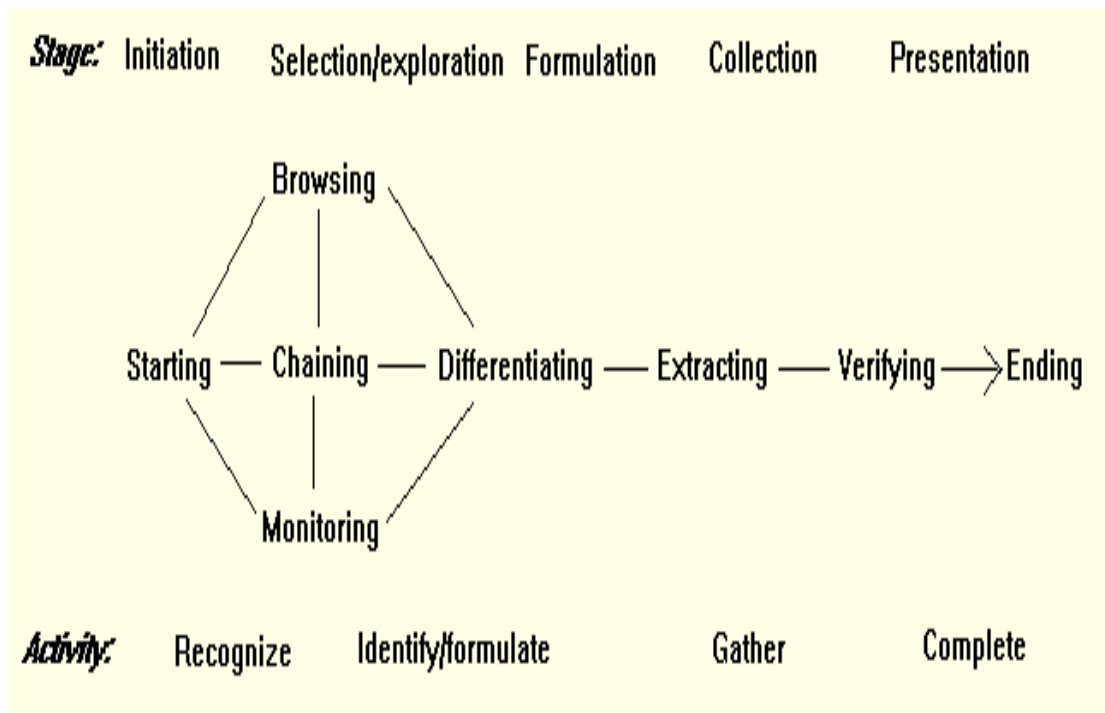 Stage: Initiation Selection/exploration Formulation Collection Presentation
Browsing
Starting Chaining Differentiating Extracting Verifying Ending
Monitoring
Activity: Recognize Identify/formulate Gather Complete